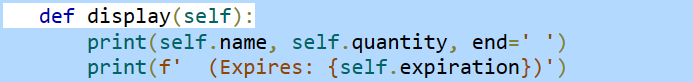 def display(self):
    print(self.name, self.quantity, end=' ')
    print(f'  (Expires: {self.expiration})')